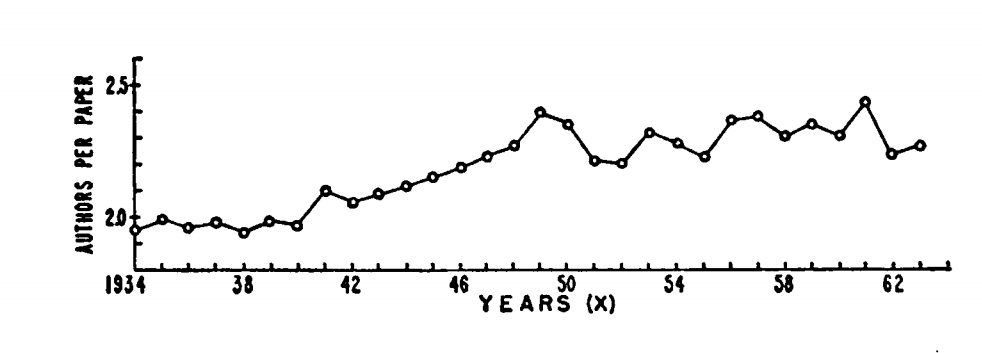 AUTHORS PER PAPER
2.5
2.0
1934 38 42 46 50 54 58 62
YEARS (X)